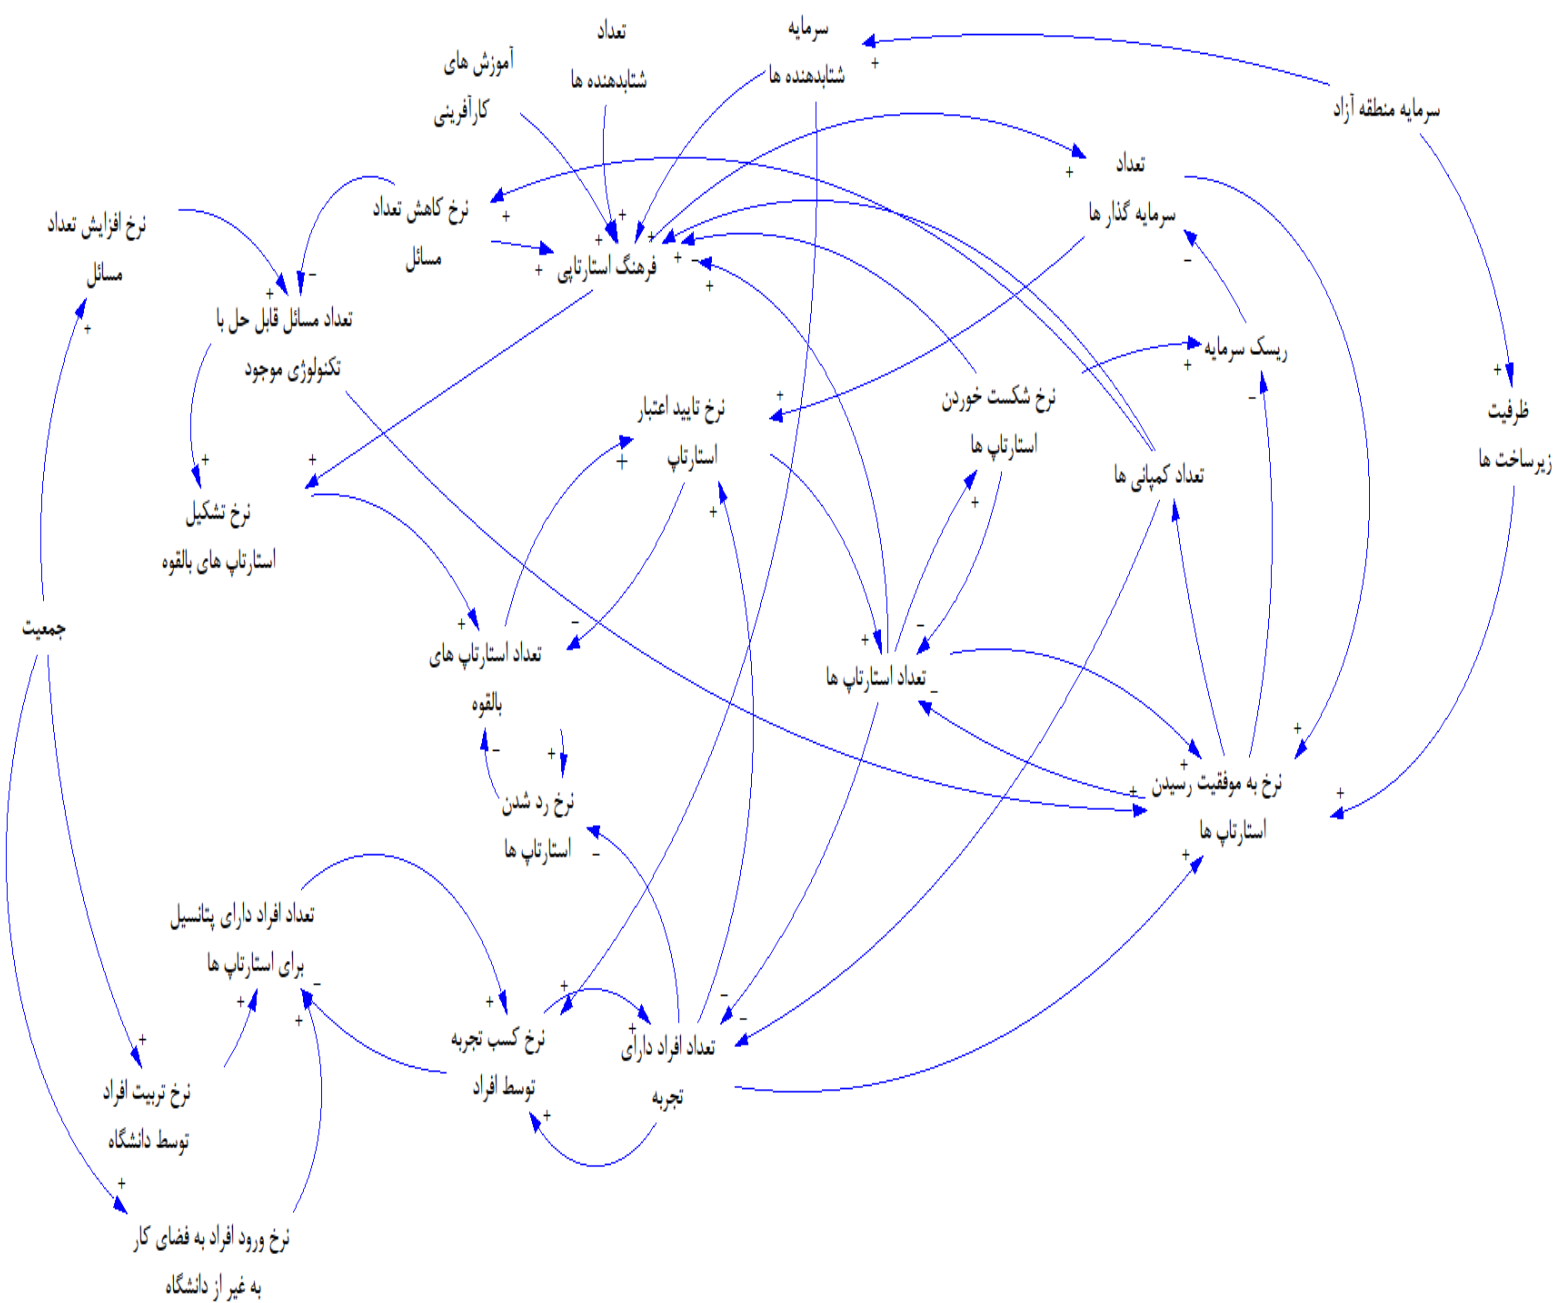 تعداد
شتابدهنده ها
سرمایه
شتابدهنده ها
آموزش های
کارآفرینی
سرمایه منطقه آزاد
تعداد
سرمایه گذار ها
نرخ کاهش تعداد
مسائل
نرخ افزایش تعداد
مسائل
فرهنگ استارتاپی
تعداد مسائل قابل حل با
تکنولوژی موجود
ریسک سرمایه
نرخ شکست خوردن
استارتاپ ها
نرخ تایید اعتبار
استارتاپ
ظرفیت
زیرساخت ها
تعداد کمپانی ها
نرخ تشکیل
استارتاپ های بالقوه
جمعیت
تعداد استارتاپ های
بالقوه
تعداد استارتاپ ها
نرخ به موفقیت رسیدن
استارتاپ ها
نرخ رد شدن
استارتاپ ها
تعداد افراد دارای پتانسیل
برای استارتاپ ها
نرخ کسب تجربه
توسط افراد
تعداد افراد دارای
تجربه
نرخ تربیت افراد
توسط دانشگاه
نرخ ورود افراد به فضای کار
به غیر از دانشگاه